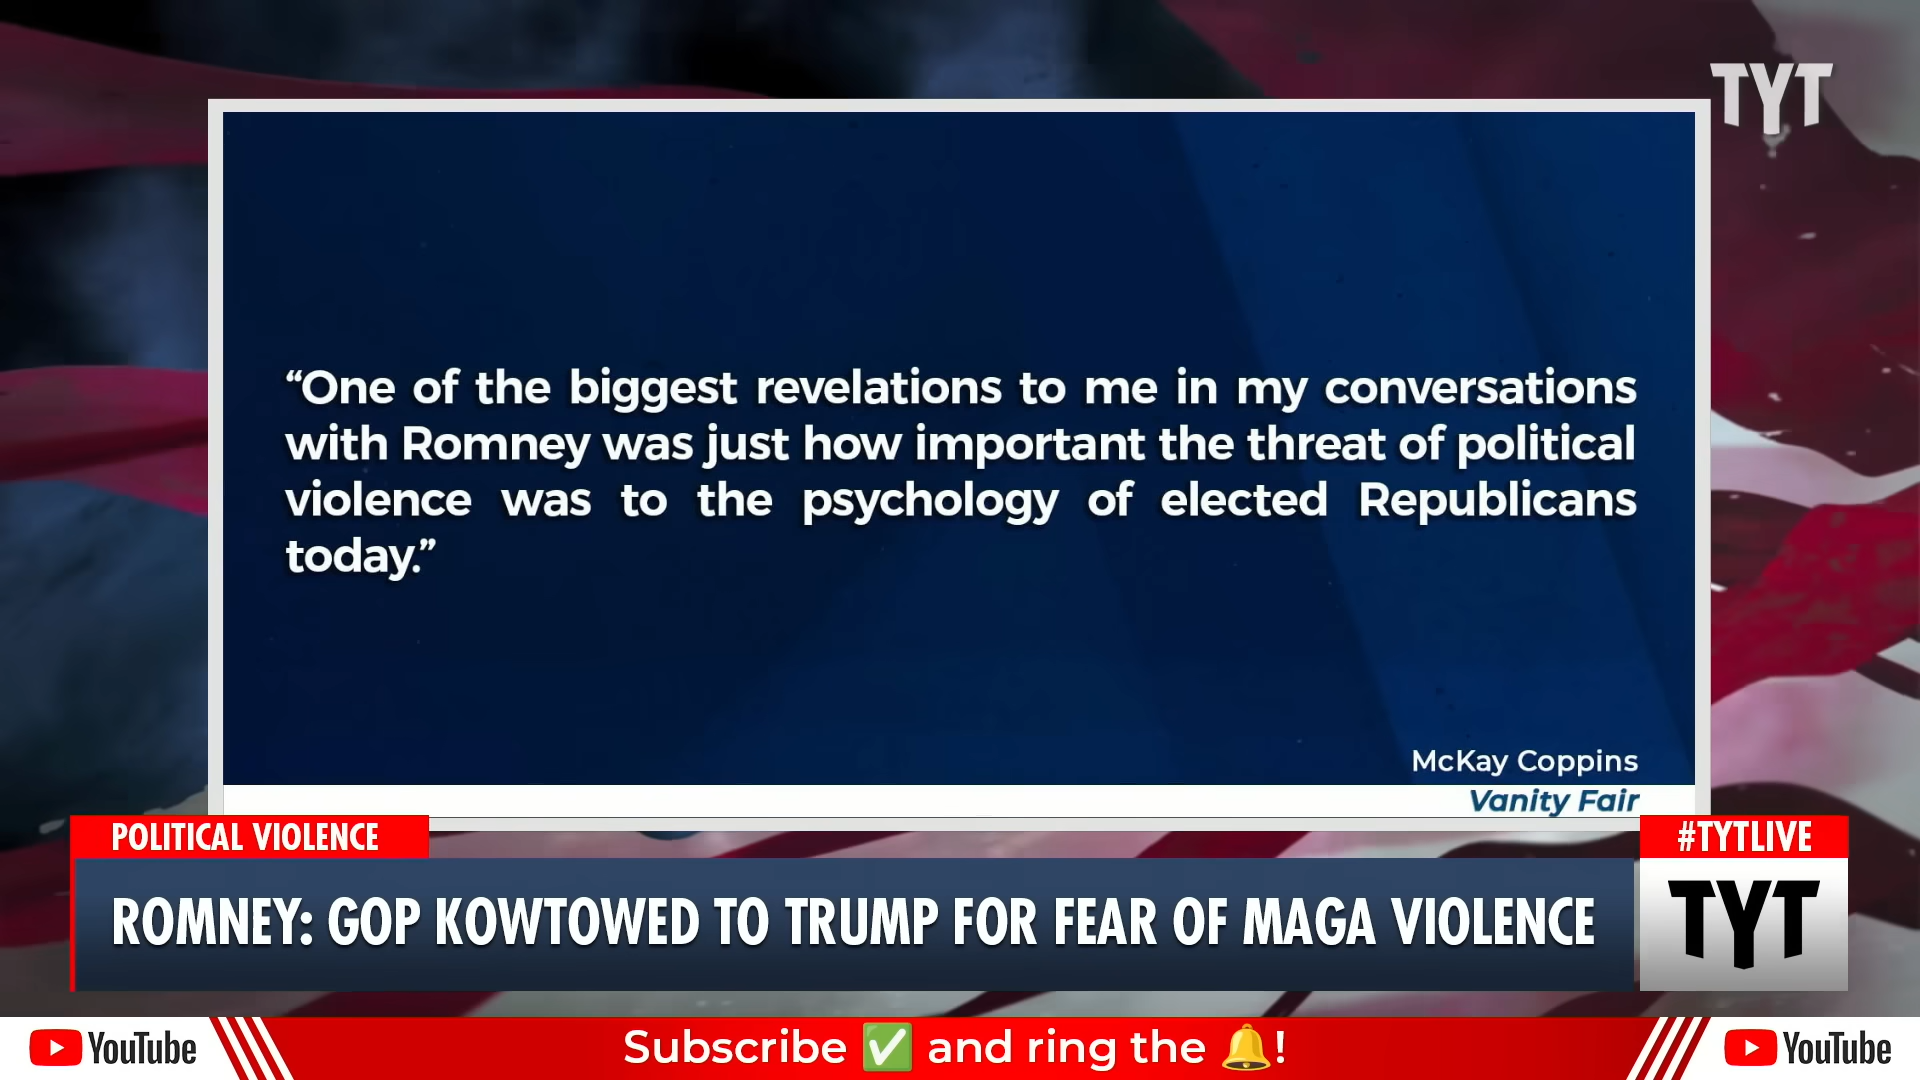 TYT
“One of the biggest revelations to me in my conversations
with Romney was just how important the threat of political
violence was to the psychology of elected Republicans
today.”
McKay Coppins
Vanity Fair
POLITICAL VIOLENCE
#TYTLIVE
ROMNEY: GOP KOWTOWED TO TRUMP FOR FEAR OF MAGA VIOLENCE
TYT
YouTube
Subscribe ✅ and ring the 🔔!
YouTube